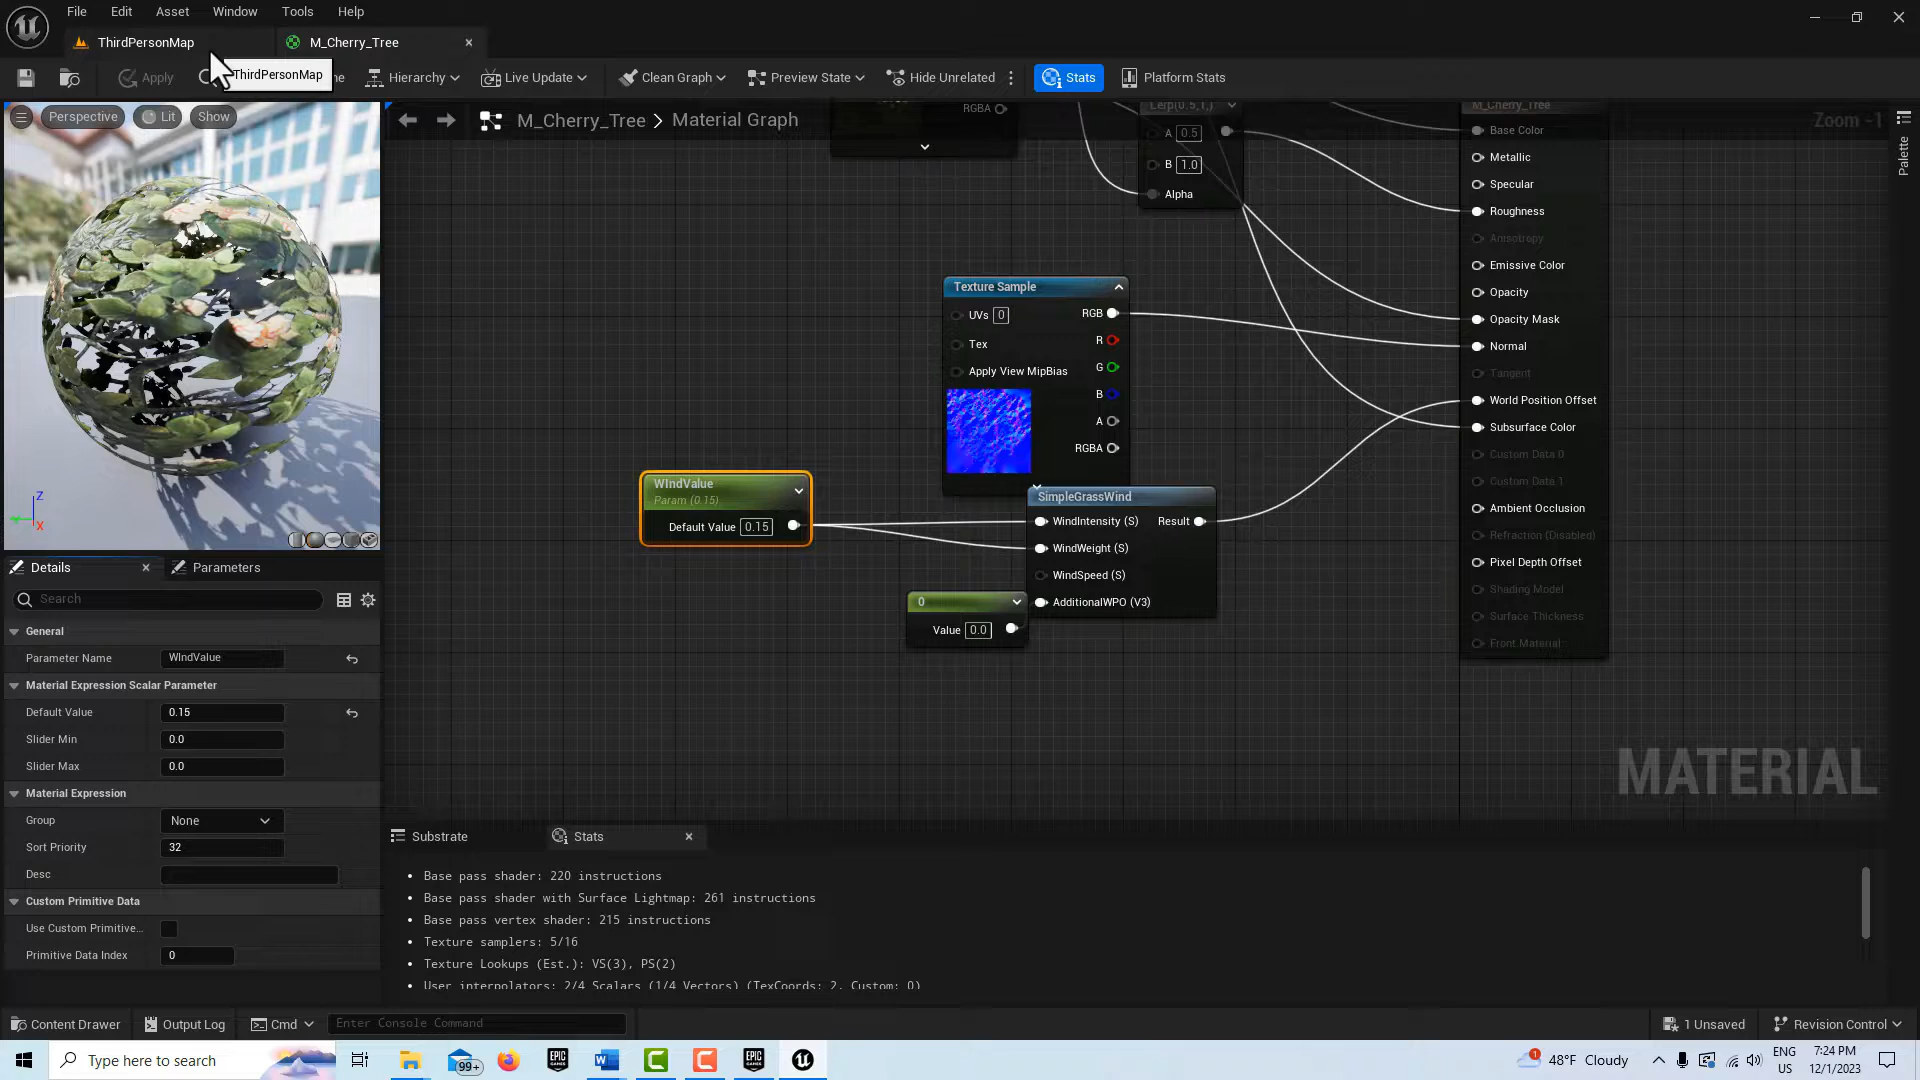 File Edit Asset Window Tools Help
ThirdPersonMap M_Cherry_Tree
Apply ThirdPersonMap ne Hierarchy Live Update Clean Graph Preview State Hide Unrelated Stats Platform Stats
Perspective Lit Show
M_Cherry_Tree > Material Graph
Zoom -1
Palette
RGBA
Lerp(0.5,1,)
A 0.5
B 1.0
Alpha
M_Cherry_Tree
Base Color
Metallic
Specular
Roughness
Anisotropy
Emissive Color
Opacity
Opacity Mask
Normal
Tangent
World Position Offset
Subsurface Color
Custom Data 0
Custom Data 1
Ambient Occlusion
Refraction (Disabled)
Pixel Depth Offset
Shading Model
Surface Thickness
Front Material
Texture Sample
UVs 0 RGB
R
Tex
G
Apply View MipBias
B
A
RGBA
WIndValue
Param (0.15)
Default Value 0.15
SimpleGrassWind
WindIntensity (S) Result
WindWeight (S)
WindSpeed (S)
AdditionalWPO (V3)
0
Value 0.0
MATERIAL
Z
Y
X
Details Parameters
Search
General
Parameter Name WIndValue
Material Expression Scalar Parameter
Default Value 0.15
Slider Min 0.0
Slider Max 0.0
Material Expression
Group None
Sort Priority 32
Desc
Custom Primitive Data
Use Custom Primitive...
Primitive Data Index 0
Substrate Stats
Base pass shader: 220 instructions
Base pass shader with Surface Lightmap: 261 instructions
Base pass vertex shader: 215 instructions
Texture samplers: 5/16
Texture Lookups (Est.): VS(3), PS(2)
User interpolators: 2/4 Scalars (1/4 Vectors) (TexCoords: 2, Custom: 0)
Content Drawer Output Log Cmd Enter Console Command 1 Unsaved Revision Control
Type here to search 99+ EPIC GAMES W C C EPIC GAMES 1 48°F Cloudy ENG US 7:24 PM 12/1/2023